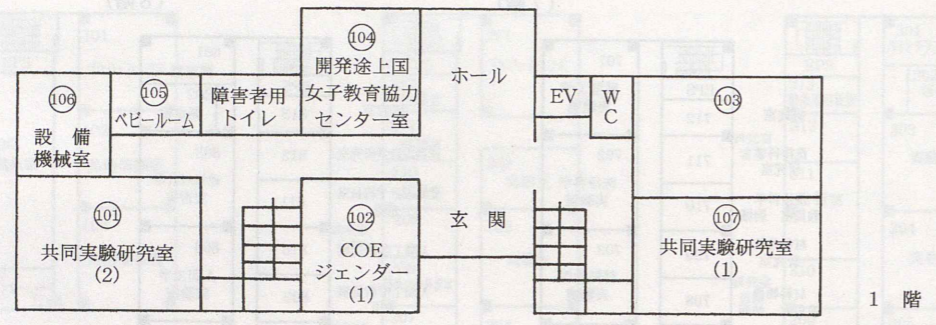 104
開発途上国
女子教育協力
センター室
ホール
106
設備
機械室
105
ベビールーム
障害者用
トイレ
EV
WC
103
101
共同実験研究室
(2)
102
COE
ジェンダー
(1)
玄関
107
共同実験研究室
(1)
1 階